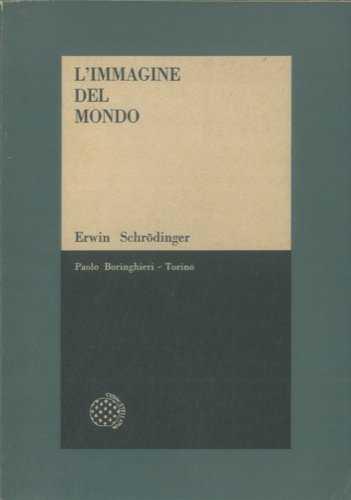 L'IMMAGINE
DEL
MONDO
Erwin Schrödinger
Paolo Boringhieri - Torino